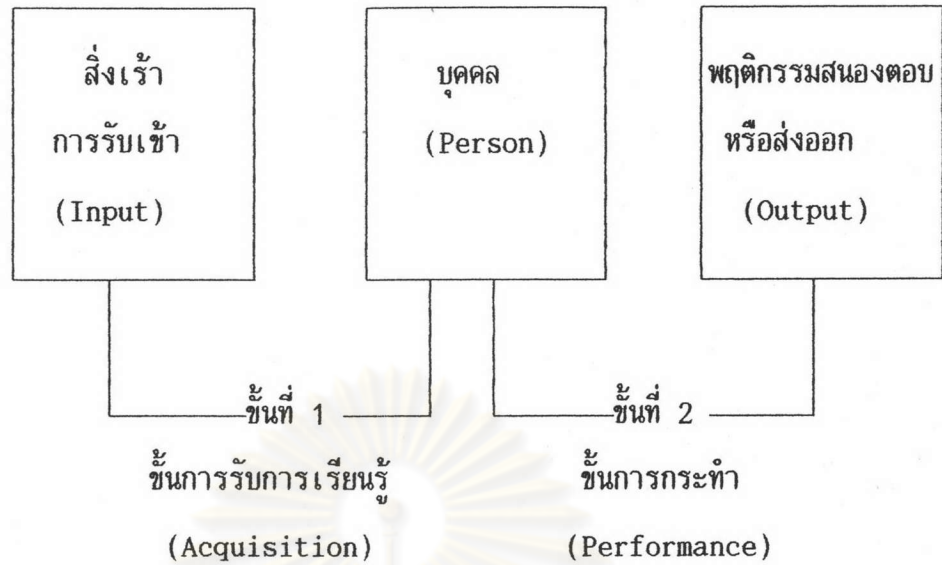 สิ่งเร้า
การรับเข้า
(Input)
บุคคล
(Person)
พฤติกรรมสนองตอบ
หรือส่งออก
(Output)
ขั้นที่ 1
ขั้นการรับการเรียนรู้
(Acquisition)
ขั้นที่ 2
ขั้นการกระทำ
(Performance)